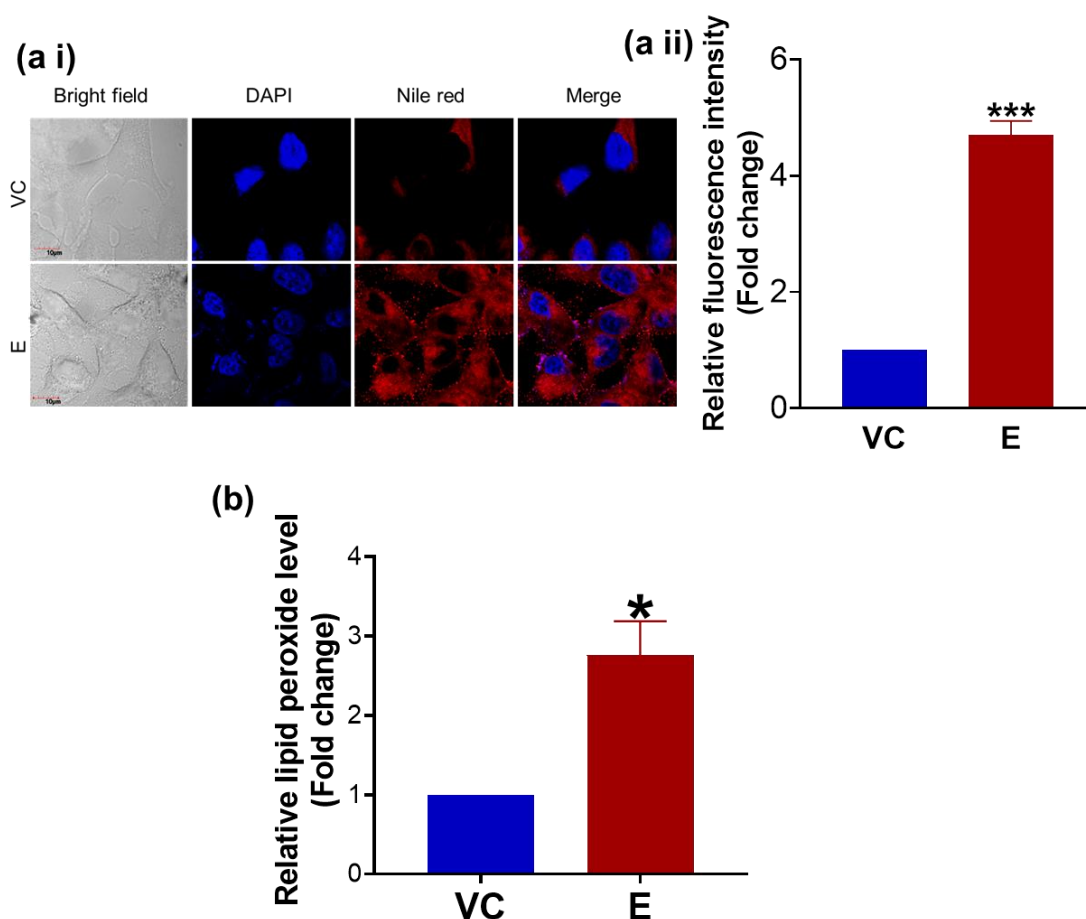 (a i)
Bright field DAPI Nile red Merge
VC
10µm
E
10µm
(a ii)
Relative fluorescence intensity
(Fold change)
6
4
2
0
***
VC E
(b)
Relative lipid peroxide level
(Fold change)
4
3
2
1
0
*
VC E